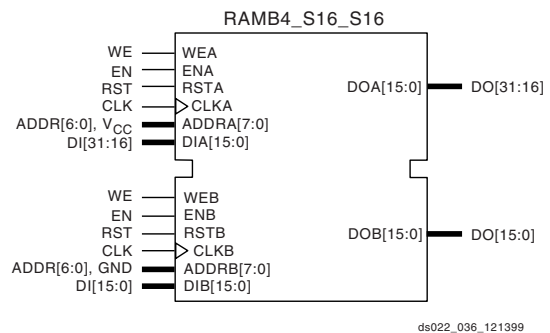 RAMB4_S16_S16
WE WEA
EN ENA
RST RSTA DOA[15:0] DO[31:16]
CLK CLKA
ADDR[6:0], VCC ADDRA[7:0]
DI[31:16] DIA[15:0]
WE WEB
EN ENB
RST RSTB DOB[15:0] DO[15:0]
CLK CLKB
ADDR[6:0], GND ADDRB[7:0]
DI[15:0] DIB[15:0]
ds022_036_121399